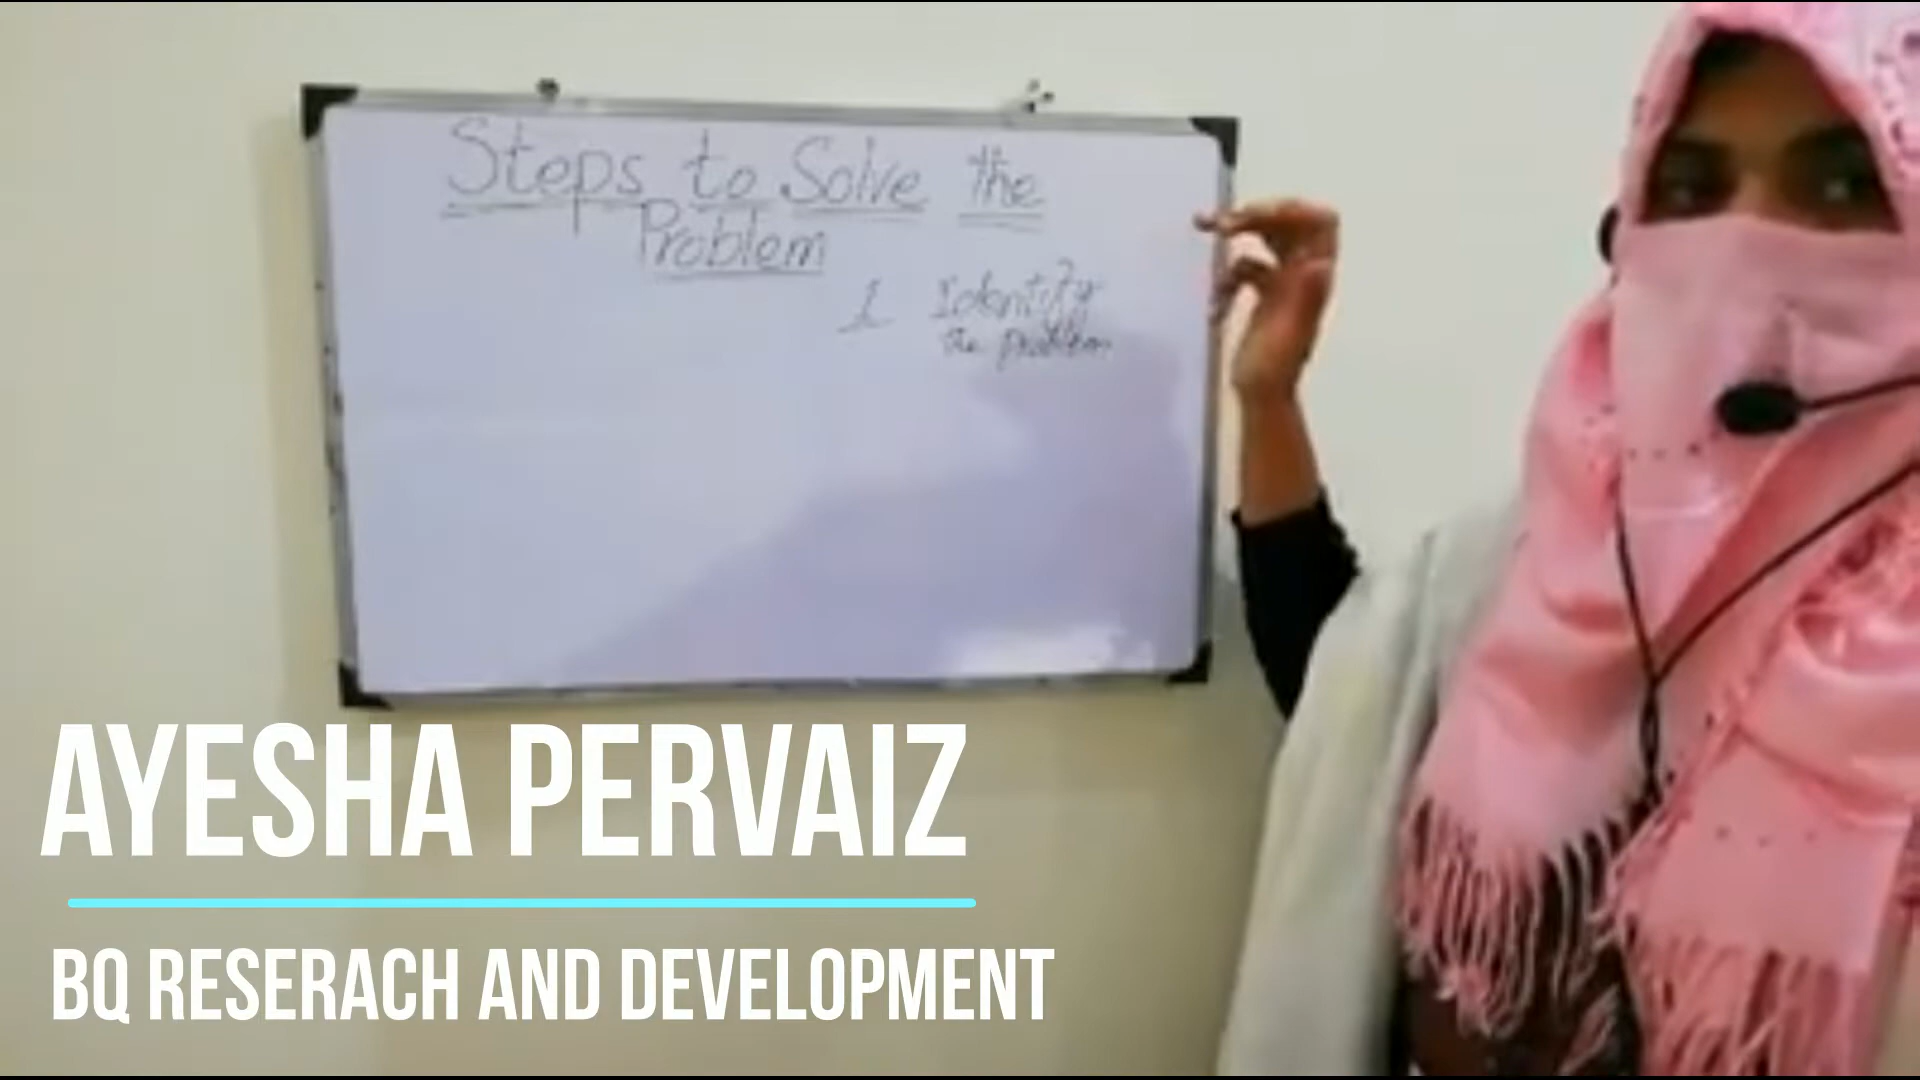 Steps to Solve the
Problem
1 Identify
the problem
AYESHA PERVAIZ
BQ RESERACH AND DEVELOPMENT